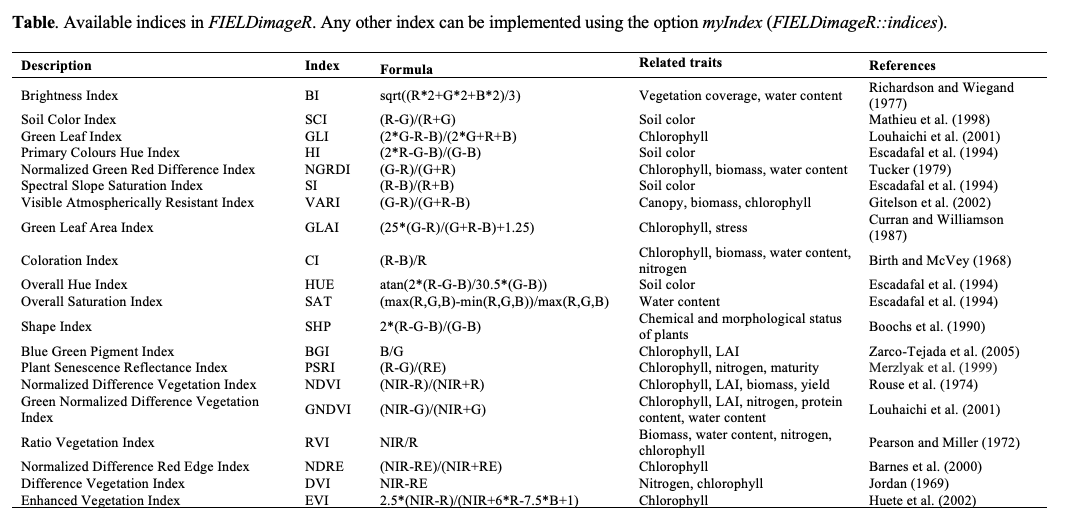 Table. Available indices in FIELDimageR. Any other index can be implemented using the option myIndex (FIELDimageR::indices).
Description Index Formula Related traits References
Brightness Index BI sqrt((R*2+G*2+B*2)/3) Vegetation coverage, water content Richardson and Wiegand (1977)
Soil Color Index SCI (R-G)/(R+G) Soil color Mathieu et al. (1998)
Green Leaf Index GLI (2*G-R-B)/(2*G+R+B) Chlorophyll Louhaichi et al. (2001)
Primary Colours Hue Index HI (2*R-G-B)/(G-B) Soil color Escadafal et al. (1994)
Normalized Green Red Difference Index NGRDI (G-R)/(G+R) Chlorophyll, biomass, water content Tucker (1979)
Spectral Slope Saturation Index SI (R-B)/(R+B) Soil color Escadafal et al. (1994)
Visible Atmospherically Resistant Index VARI (G-R)/(G+R-B) Canopy, biomass, chlorophyll Gitelson et al. (2002)
Green Leaf Area Index GLAI (25*(G-R)/(G+R-B)+1.25) Chlorophyll, stress Curran and Williamson (1987)
Coloration Index CI (R-B)/R Chlorophyll, biomass, water content, nitrogen Birth and McVey (1968)
Overall Hue Index HUE atan(2*(R-G-B)/30.5*(G-B)) Soil color Escadafal et al. (1994)
Overall Saturation Index SAT (max(R,G,B)-min(R,G,B))/max(R,G,B) Water content Escadafal et al. (1994)
Shape Index SHP 2*(R-G-B)/(G-B) Chemical and morphological status of plants Boochs et al. (1990)
Blue Green Pigment Index BGI B/G Chlorophyll, LAI Zarco-Tejada et al. (2005)
Plant Senescence Reflectance Index PSRI (R-G)/(RE) Chlorophyll, nitrogen, maturity Merzlyak et al. (1999)
Normalized Difference Vegetation Index NDVI (NIR-R)/(NIR+R) Chlorophyll, LAI, biomass, yield Rouse et al. (1974)
Green Normalized Difference Vegetation Index GNDVI (NIR-G)/(NIR+G) Chlorophyll, LAI, nitrogen, protein content, water content Louhaichi et al. (2001)
Ratio Vegetation Index RVI NIR/R Biomass, water content, nitrogen, chlorophyll Pearson and Miller (1972)
Normalized Difference Red Edge Index NDRE (NIR-RE)/(NIR+RE) Chlorophyll Barnes et al. (2000)
Difference Vegetation Index DVI NIR-RE Nitrogen, chlorophyll Jordan (1969)
Enhanced Vegetation Index EVI 2.5*(NIR-R)/(NIR+6*R-7.5*B+1) Chlorophyll Huete et al. (2002)